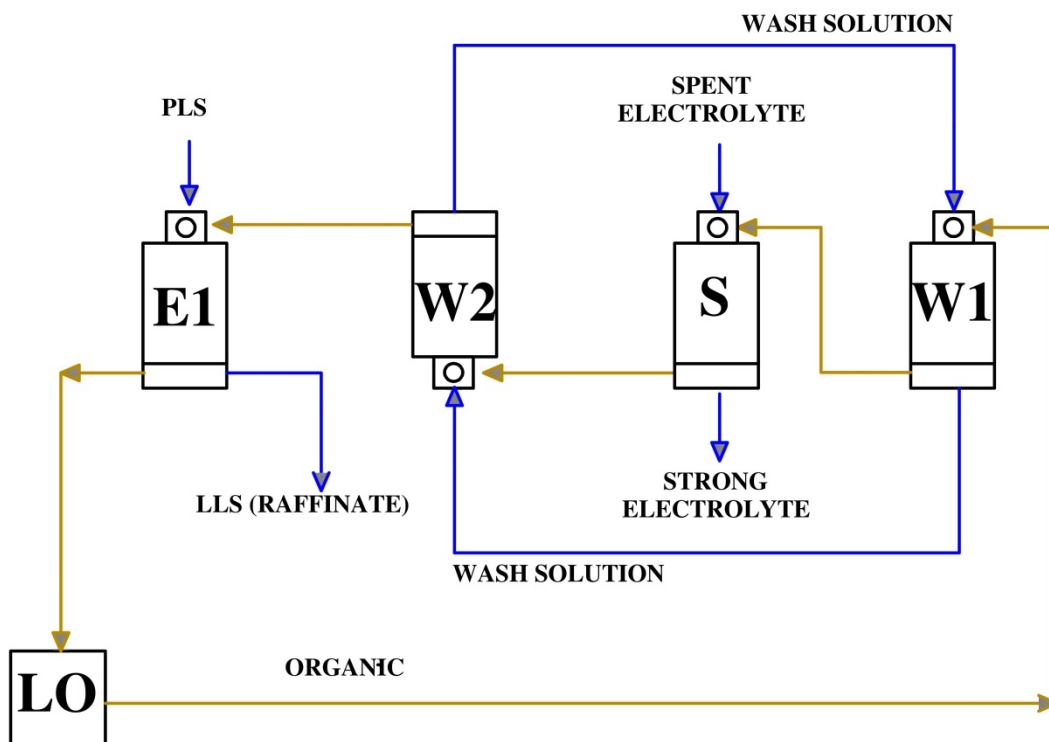 WASH SOLUTION
PLS
SPENT
ELECTROLYTE
E1
W2
S
W1
LLS (RAFFINATE)
STRONG
ELECTROLYTE
WASH SOLUTION
ORGANIC
LO